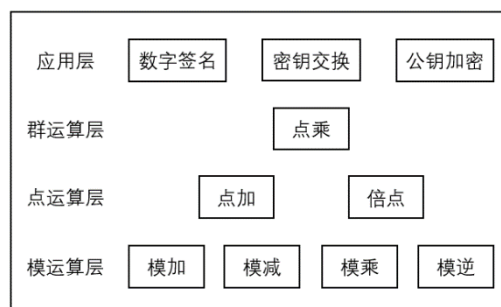 应用层 数字签名 密钥交换 公钥加密
群运算层 点乘
点运算层 点加 倍点
模运算层 模加 模减 模乘 模逆